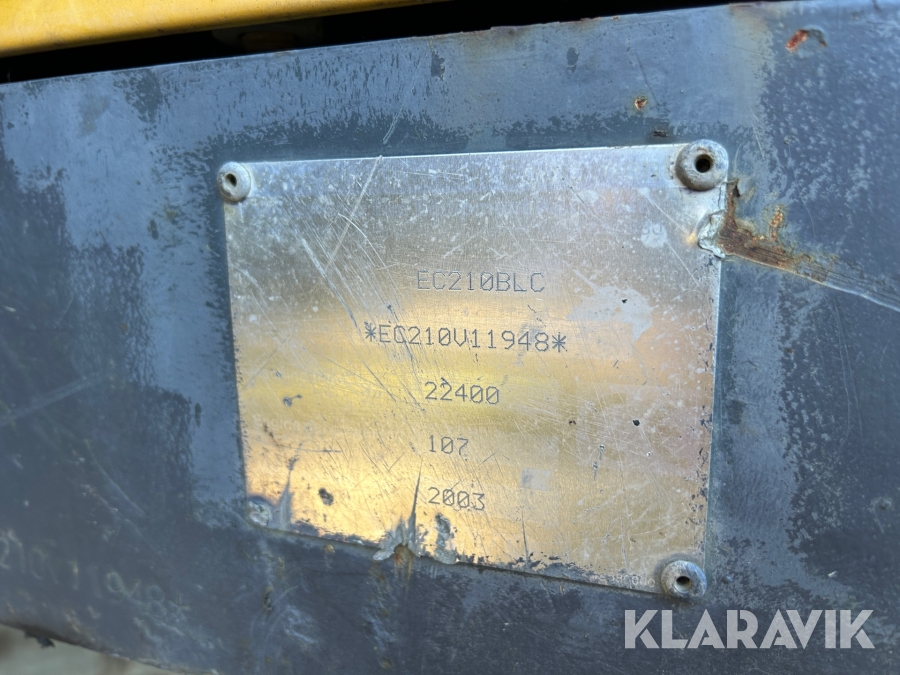 EC210BLC
*EC210V11948*
22400
107
2003
KLARAVIK